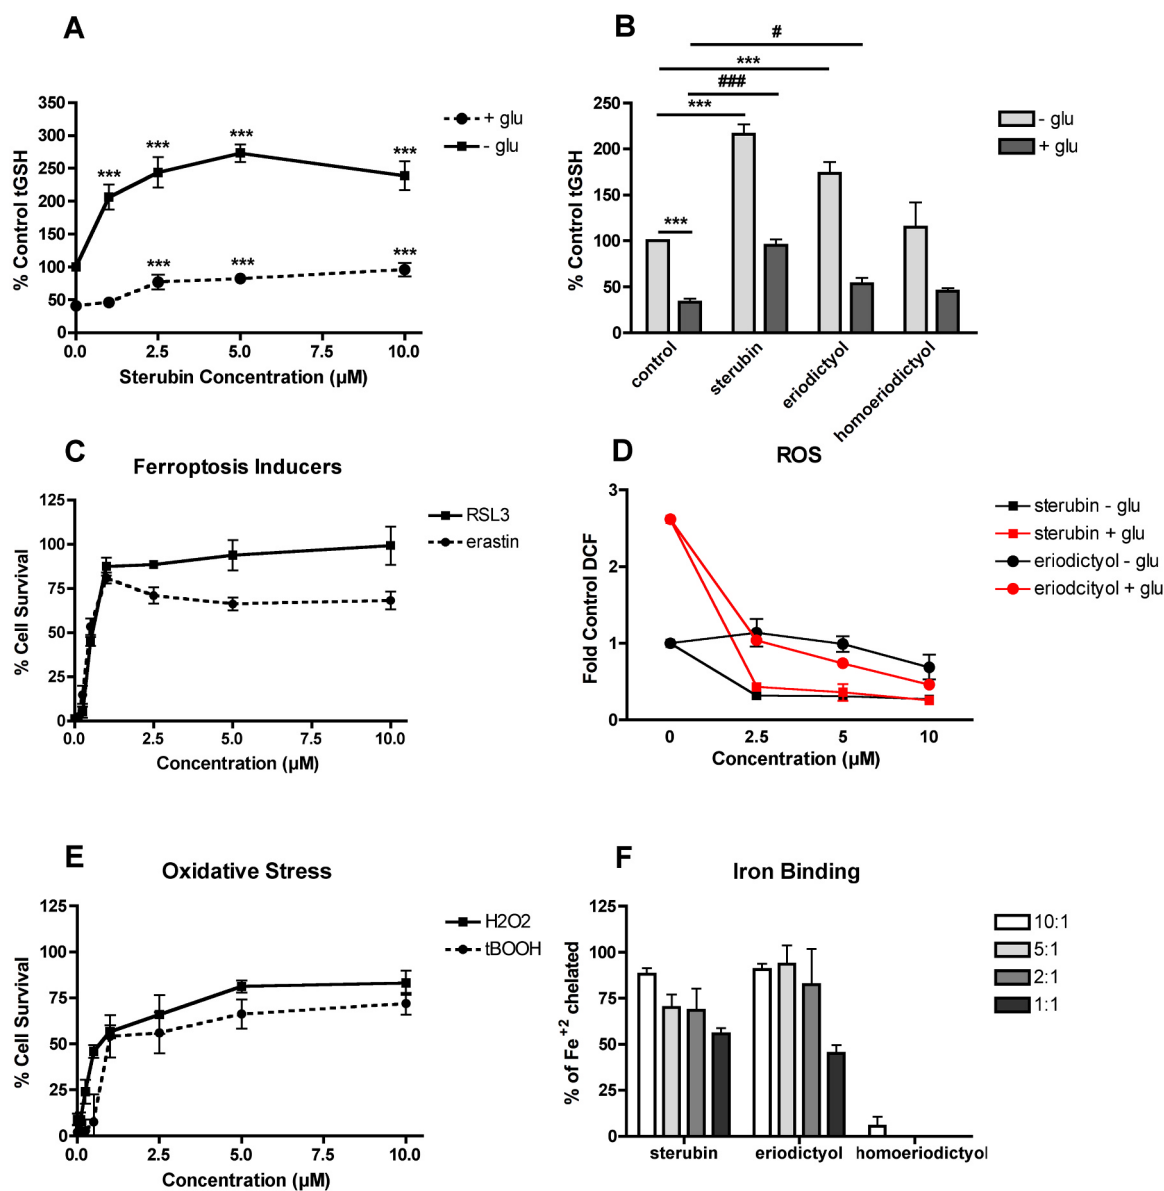 A
350
300
250
200
150
100
50
0
% Control tGSH
***
***
***
***
***
***
***
0.0
2.5
5.0
7.5
10.0
Sterubin Concentration (µM)
+ glu
- glu
B
#
***
###
***
***
250
200
150
100
50
0
% Control tGSH
control
sterubin
eriodictyol
homoeriodictyol
- glu
+ glu
C
Ferroptosis Inducers
125
100
75
50
25
0
% Cell Survival
0.0
2.5
5.0
7.5
10.0
Concentration (µM)
RSL3
erastin
D
ROS
3
2
1
0
Fold Control DCF
0
2.5
5
10
Concentration (µM)
sterubin - glu
sterubin + glu
eriodictyol - glu
eriodcityol + glu
E
Oxidative Stress
125
100
75
50
25
0
% Cell Survival
0.0
2.5
5.0
7.5
10.0
Concentration (µM)
H2O2
tBOOH
F
Iron Binding
125
100
75
50
25
0
% of Fe+2 chelated
sterubin
eriodictyol
homoeriodictyol
10:1
5:1
2:1
1:1